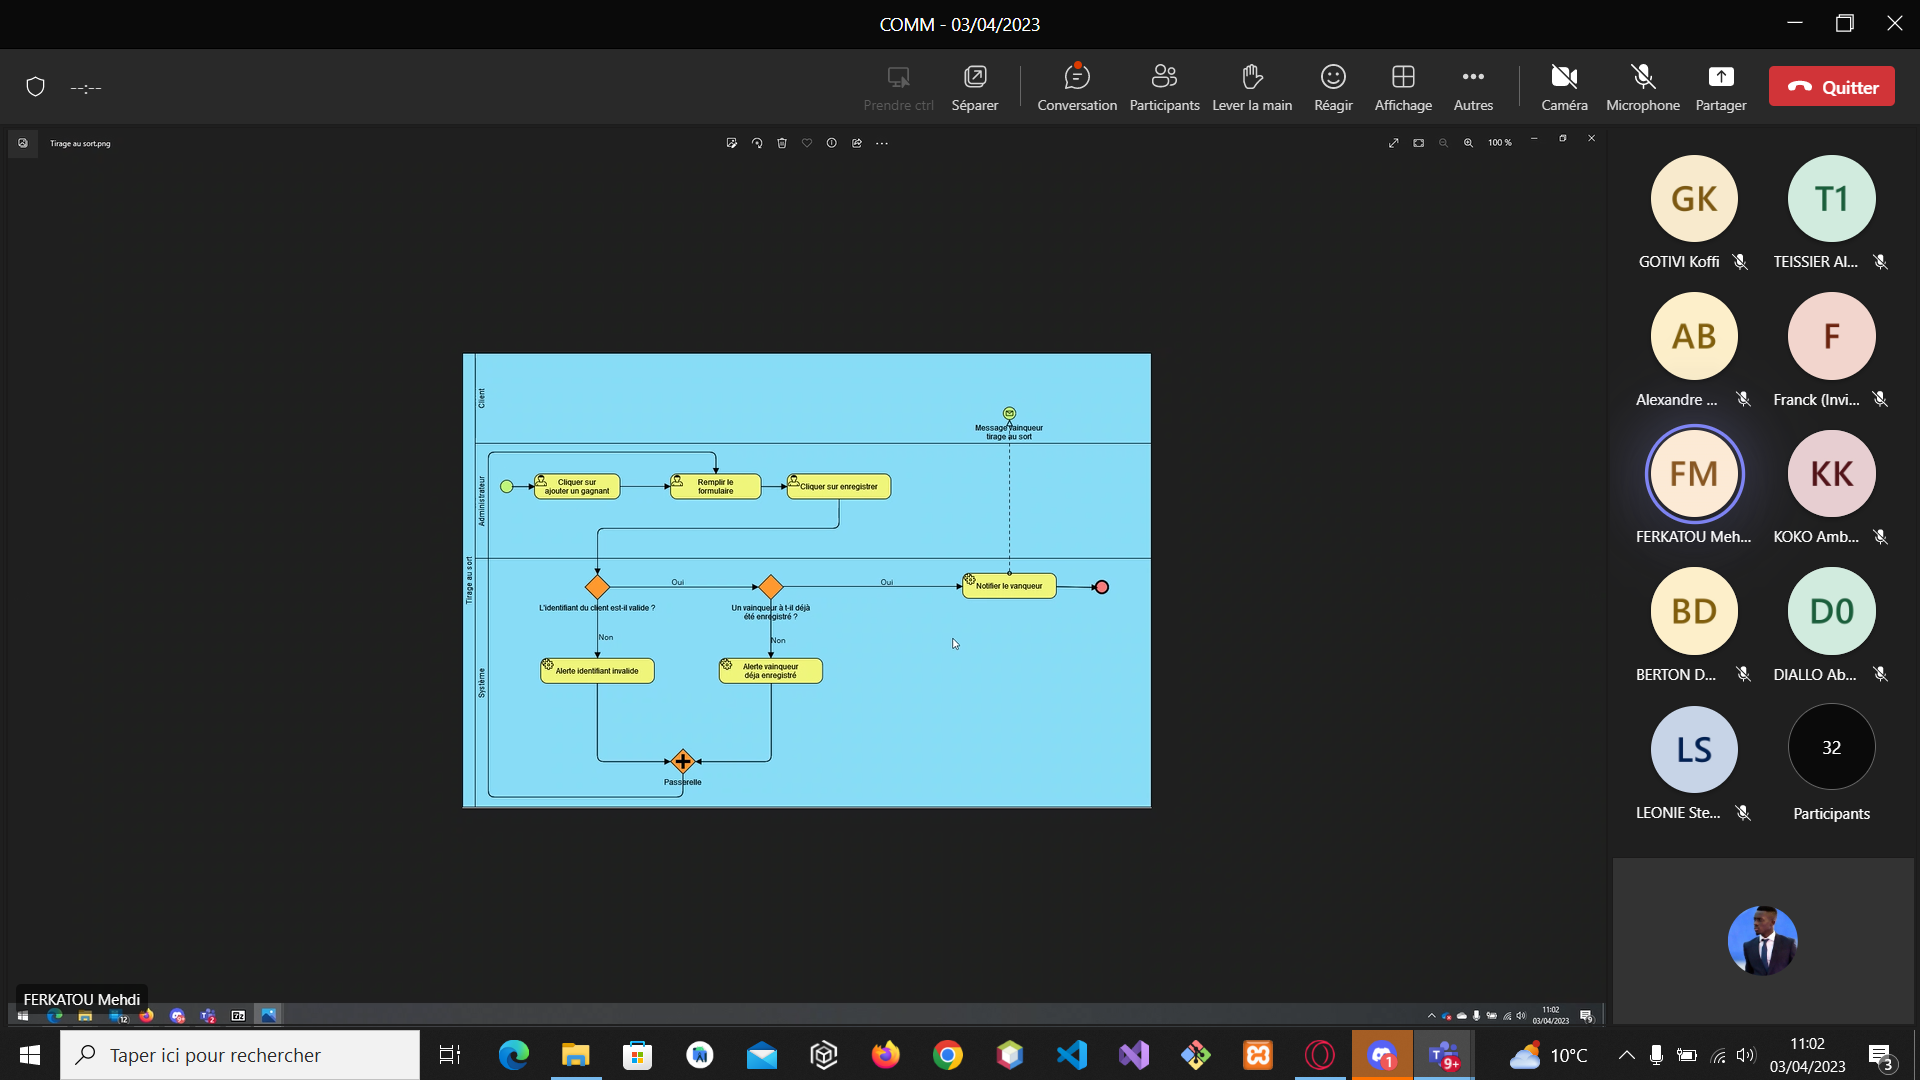 COMM - 03/04/2023
--:--
Prendre ctrl
Séparer
Conversation
Participants
Lever la main
Réagir
Affichage
Autres
Caméra
Microphone
Partager
Quitter
Tirage au sort.png
100 %
Client
Message vainqueur
tirage au sort
Administrateur
Cliquer sur
ajouter un gagnant
Remplir le
formulaire
Cliquer sur enregistrer
Tirage au sort
Système
L'identifiant du client est-il valide ?
Oui
Un vainqueur à t-il déjà
été enregistré ?
Oui
Notifier le vanqueur
Non
Non
Alerte identifiant invalide
Alerte vainqueur
déja enregistré
Passerelle
GK
GOTIVI Koffi
T1
TEISSIER Al...
AB
Alexandre ...
F
Franck (Invi...
FM
FERKATOU Meh...
KK
KOKO Amb...
BD
BERTON D...
D0
DIALLO Ab...
LS
LEONIE Ste...
32
Participants
FERKATOU Mehdi
12
11:02
03/04/2023
Taper ici pour rechercher
1
9+
10°C
11:02
03/04/2023
3